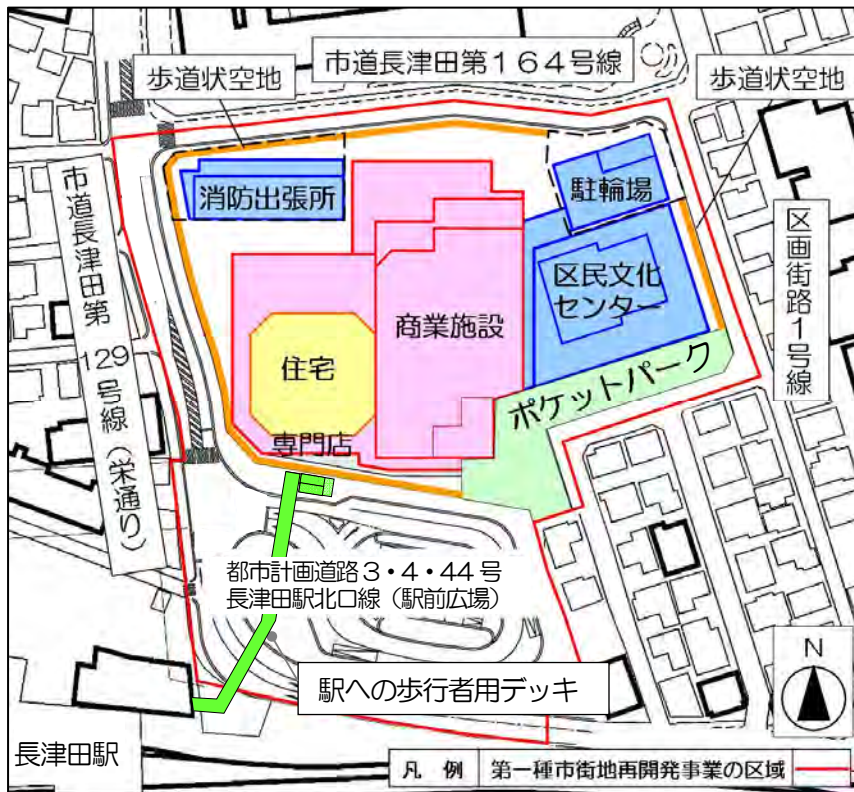 歩道状空地
市道長津田第164号線
歩道状空地
消防出張所
駐輪場
市道長津田第
129
号線(栄通り)
区画街路1号線
区民文化
センター
商業施設
住宅
専門店
ポケットパーク
都市計画道路3・4・44号
長津田駅北口線(駅前広場)
駅への歩行者用デッキ
N
長津田駅
凡 例 第一種市街地再開発事業の区域